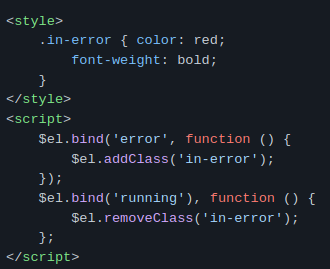 <style>
    .in-error { color: red;
        font-weight: bold;
    }
</style>
<script>
    $el.bind('error', function () {
        $el.addClass('in-error');
    });
    $el.bind('running'), function () {
        $el.removeClass('in-error');
    };
</script>